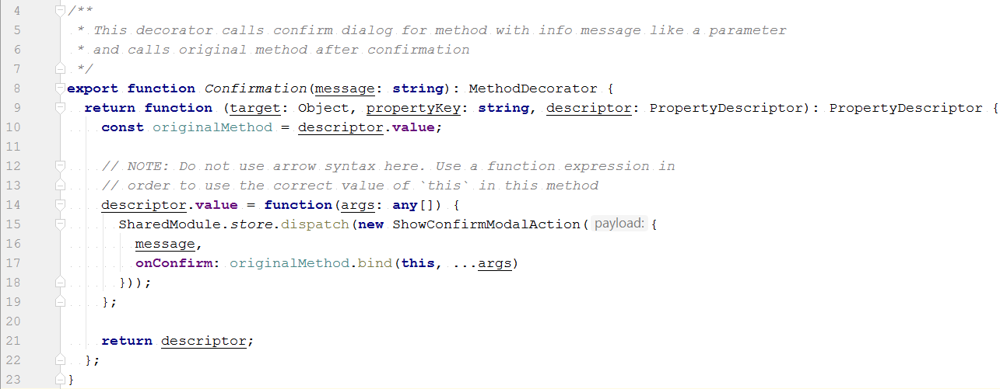 4 /**
5  * This decorator calls confirm dialog for method with info message like a parameter
6  * and calls original method after confirmation
7  */
8 export function Confirmation(message: string): MethodDecorator {
9   return function (target: Object, propertyKey: string, descriptor: PropertyDescriptor): PropertyDescriptor {
10     const originalMethod = descriptor.value;
11
12     // NOTE: Do not use arrow syntax here. Use a function expression in
13     // order to use the correct value of `this` in this method
14     descriptor.value = function(args: any[]) {
15       SharedModule.store.dispatch(new ShowConfirmModalAction( payload: {
16         message,
17         onConfirm: originalMethod.bind(this, ...args)
18       }));
19     };
20
21     return descriptor;
22   };
23 }